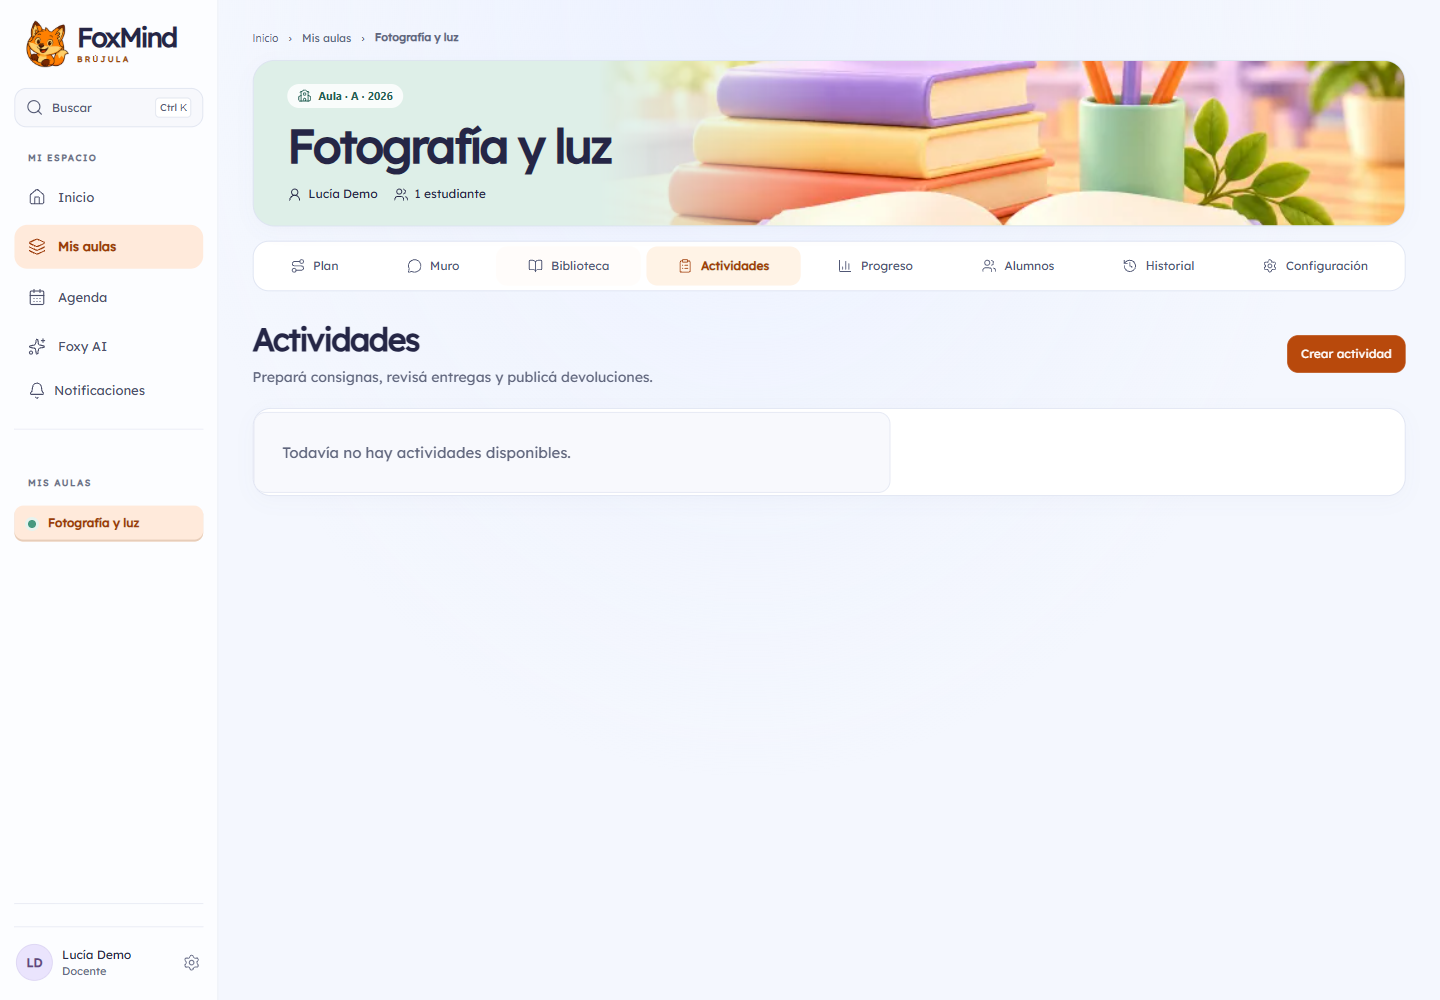 FoxMind
BRÚJULA
Buscar Ctrl K
MI ESPACIO
Inicio
Mis aulas
Agenda
Foxy AI
Notificaciones
MIS AULAS
Fotografía y luz
LD Lucía Demo
Docente
Inicio › Mis aulas › Fotografía y luz
Aula · A · 2026
Fotografía y luz
Lucía Demo 1 estudiante
Plan Muro Biblioteca Actividades Progreso Alumnos Historial Configuración
Actividades
Prepará consignas, revisá entregas y publicá devoluciones.
Crear actividad
Todavía no hay actividades disponibles.